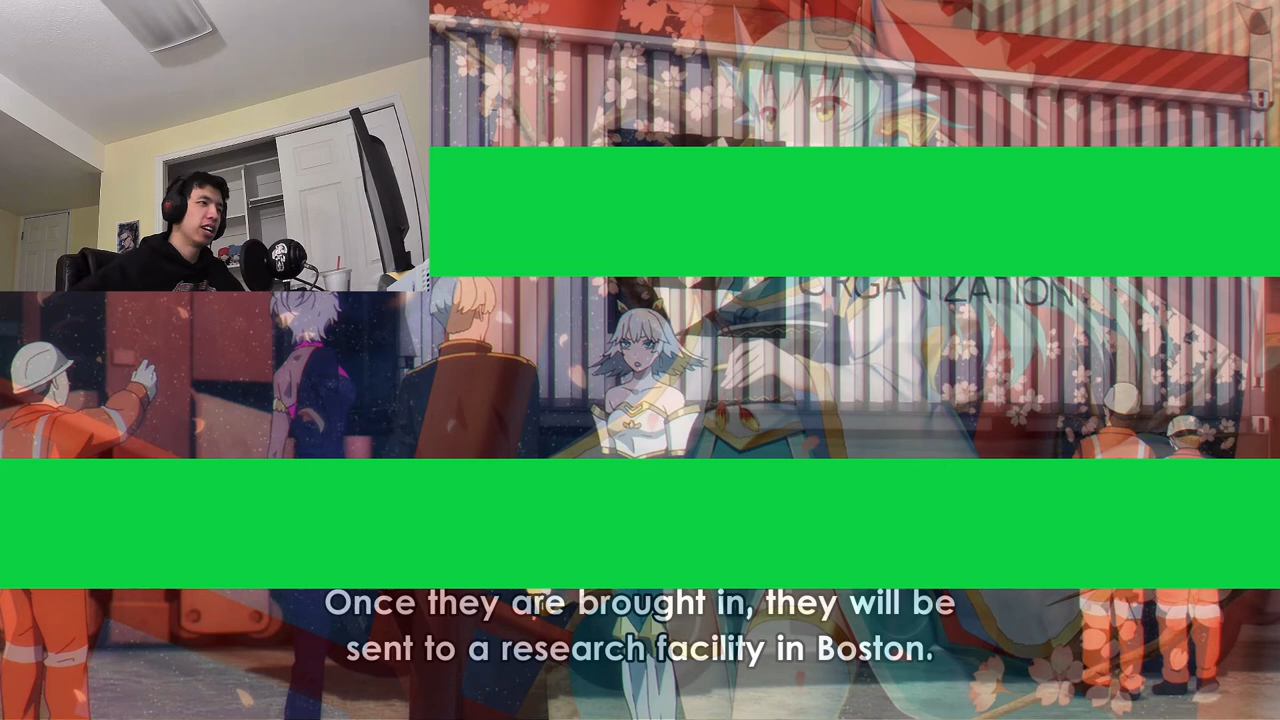 ORGANIZATION
Once they are brought in, they will be
sent to a research facility in Boston.